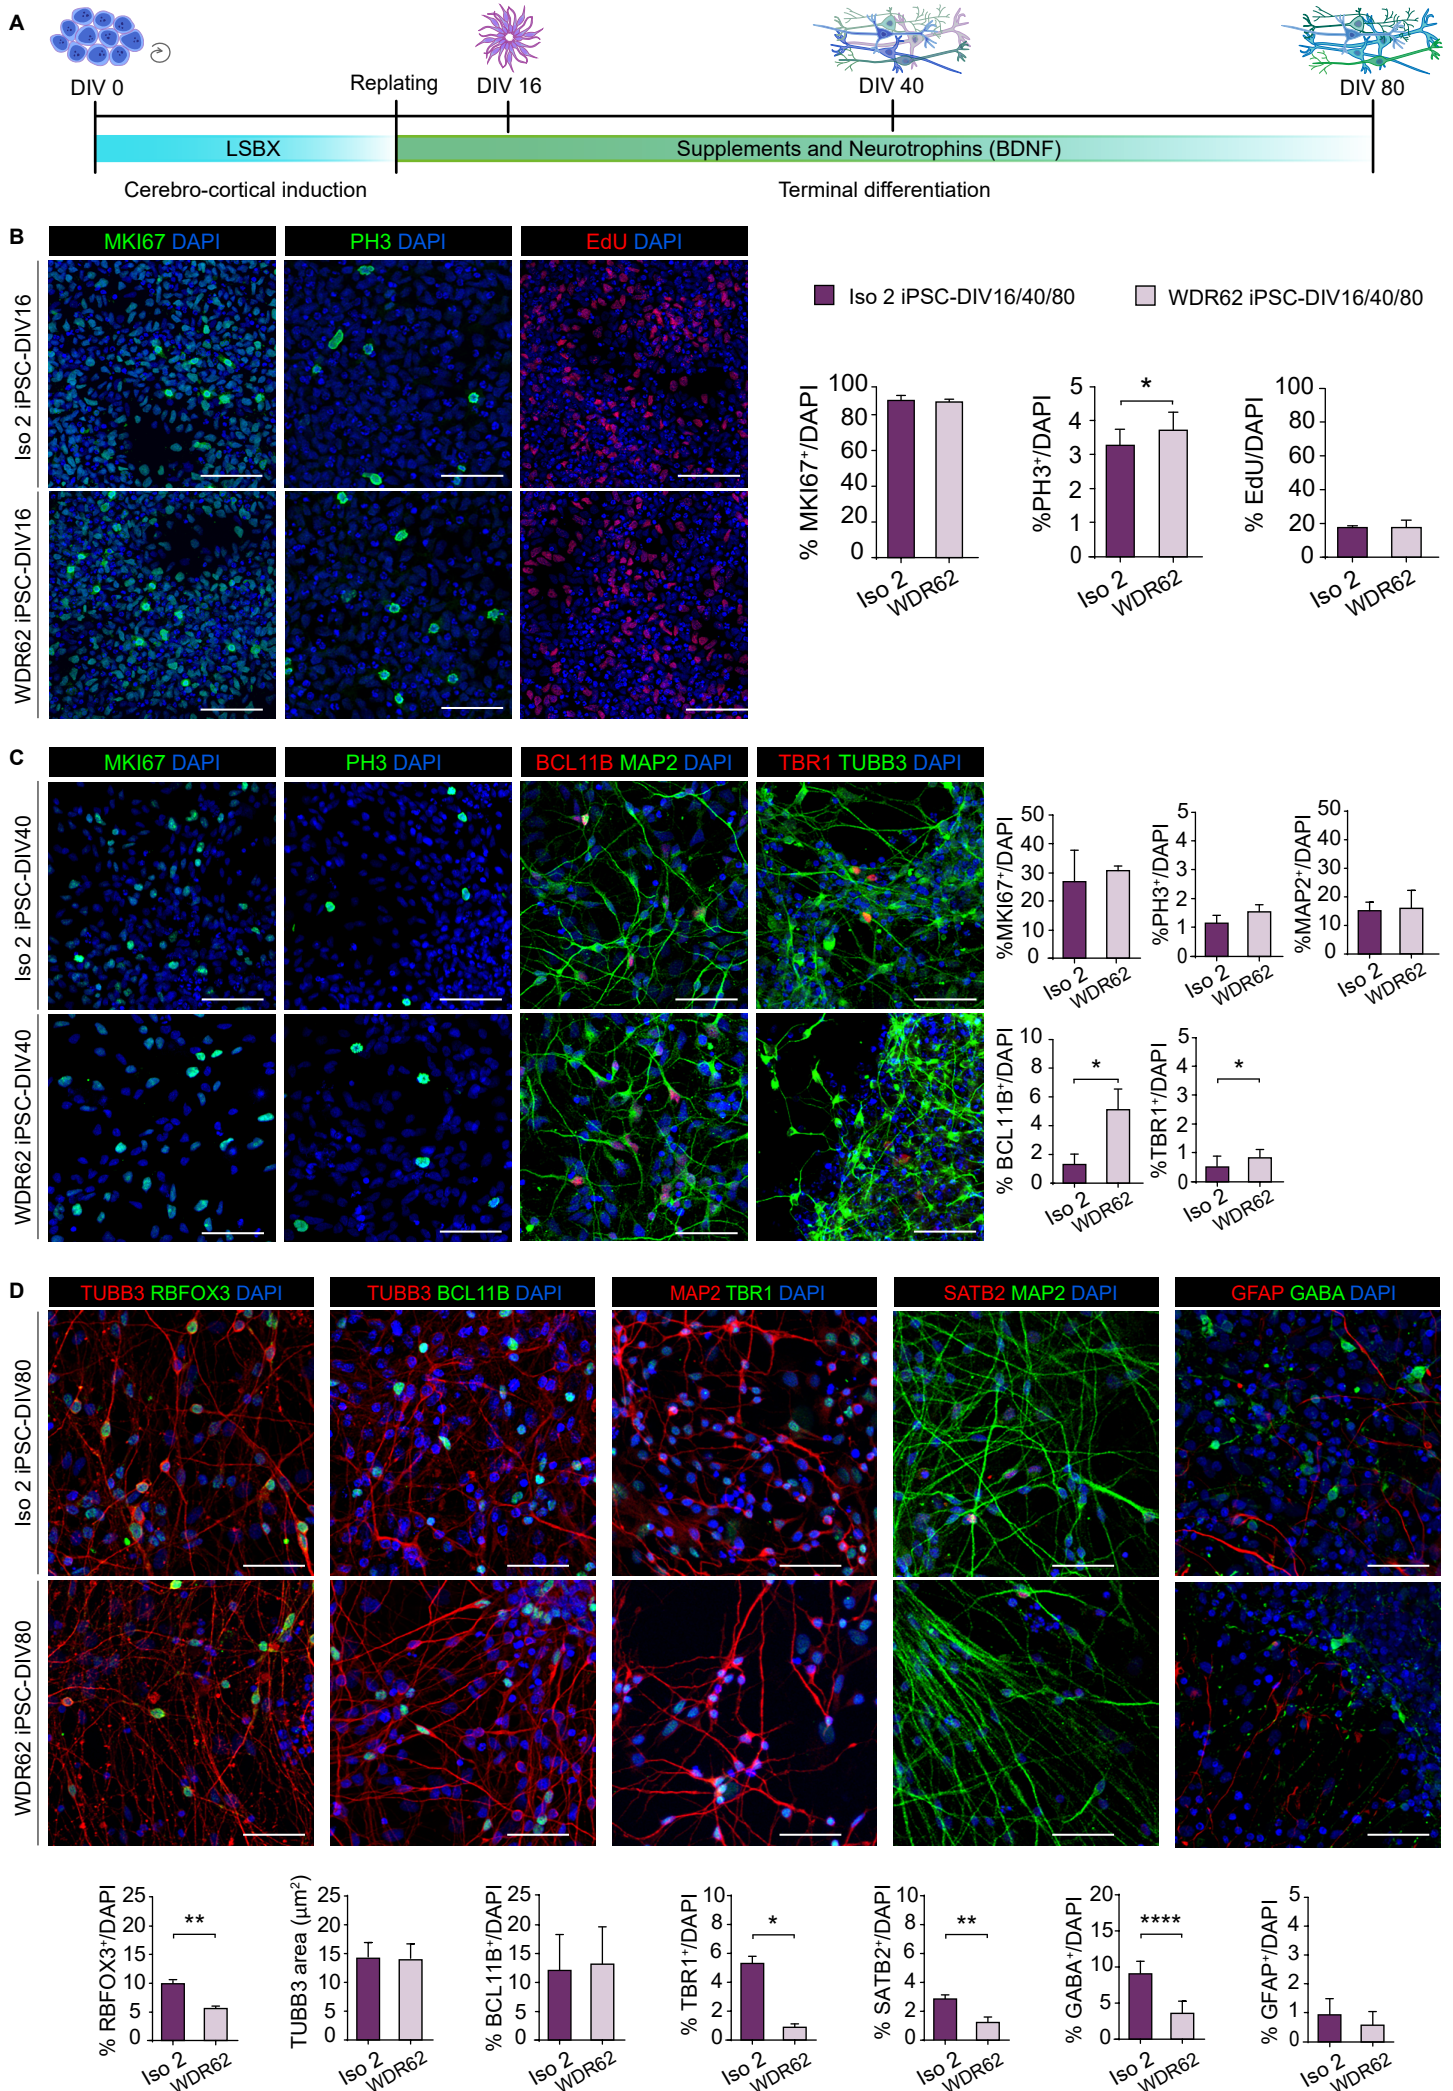 A
DIV 0
Replating
DIV 16
DIV 40
DIV 80
LSBX
Supplements and Neurotrophins (BDNF)
Cerebro-cortical induction
Terminal differentiation
B
MKI67 DAPI
PH3 DAPI
EdU DAPI
Iso 2 iPSC-DIV16
WDR62 iPSC-DIV16
Iso 2 iPSC-DIV16/40/80
WDR62 iPSC-DIV16/40/80
% MKI67⁺/DAPI
100
80
60
40
20
0
Iso 2
WDR62
%PH3⁺/DAPI
5
4
3
2
1
0
*
Iso 2
WDR62
% EdU/DAPI
100
80
60
40
20
0
Iso 2
WDR62
C
MKI67 DAPI
PH3 DAPI
BCL11B MAP2 DAPI
TBR1 TUBB3 DAPI
Iso 2 iPSC-DIV40
WDR62 iPSC-DIV40
%MKI67⁺/DAPI
50
40
30
20
10
0
Iso 2
WDR62
%PH3⁺/DAPI
5
4
3
2
1
0
Iso 2
WDR62
%MAP2⁺/DAPI
50
40
30
20
10
0
Iso 2
WDR62
% BCL11B⁺/DAPI
10
8
6
4
2
0
*
Iso 2
WDR62
%TBR1⁺/DAPI
5
4
3
2
1
0
*
Iso 2
WDR62
D
TUBB3 RBFOX3 DAPI
TUBB3 BCL11B DAPI
MAP2 TBR1 DAPI
SATB2 MAP2 DAPI
GFAP GABA DAPI
Iso 2 iPSC-DIV80
WDR62 iPSC-DIV80
% RBFOX3⁺/DAPI
25
20
15
10
5
0
**
Iso 2
WDR62
TUBB3 area (µm²)
25
20
15
10
5
0
Iso 2
WDR62
% BCL11B⁺/DAPI
25
20
15
10
5
0
Iso 2
WDR62
% TBR1⁺/DAPI
10
8
6
4
2
0
*
Iso 2
WDR62
% SATB2⁺/DAPI
10
8
6
4
2
0
**
Iso 2
WDR62
% GABA⁺/DAPI
20
15
10
5
0
****
Iso 2
WDR62
% GFAP⁺/DAPI
5
4
3
2
1
0
Iso 2
WDR62